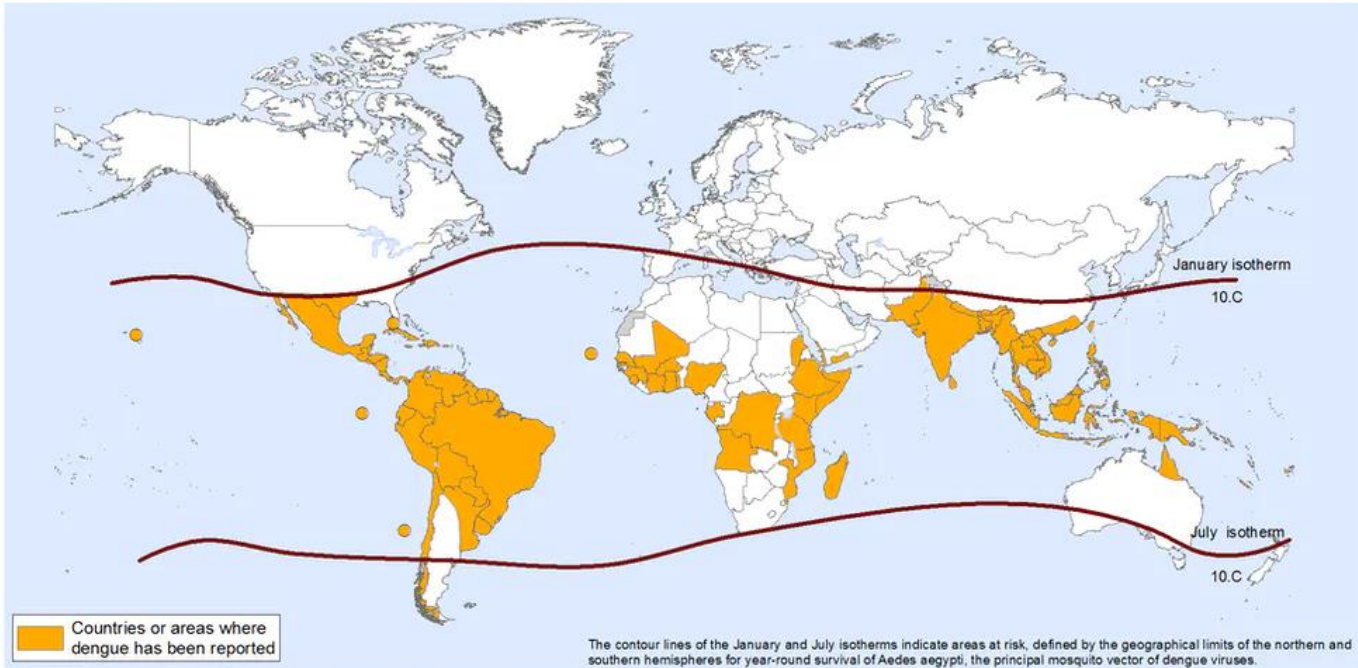 January isotherm
10.C
July isotherm
10.C
Countries or areas where
dengue has been reported
The contour lines of the January and July isotherms indicate areas at risk, defined by the geographical limits of the northern and
southern hemispheres for year-round survival of Aedes aegypti, the principal mosquito vector of dengue viruses.